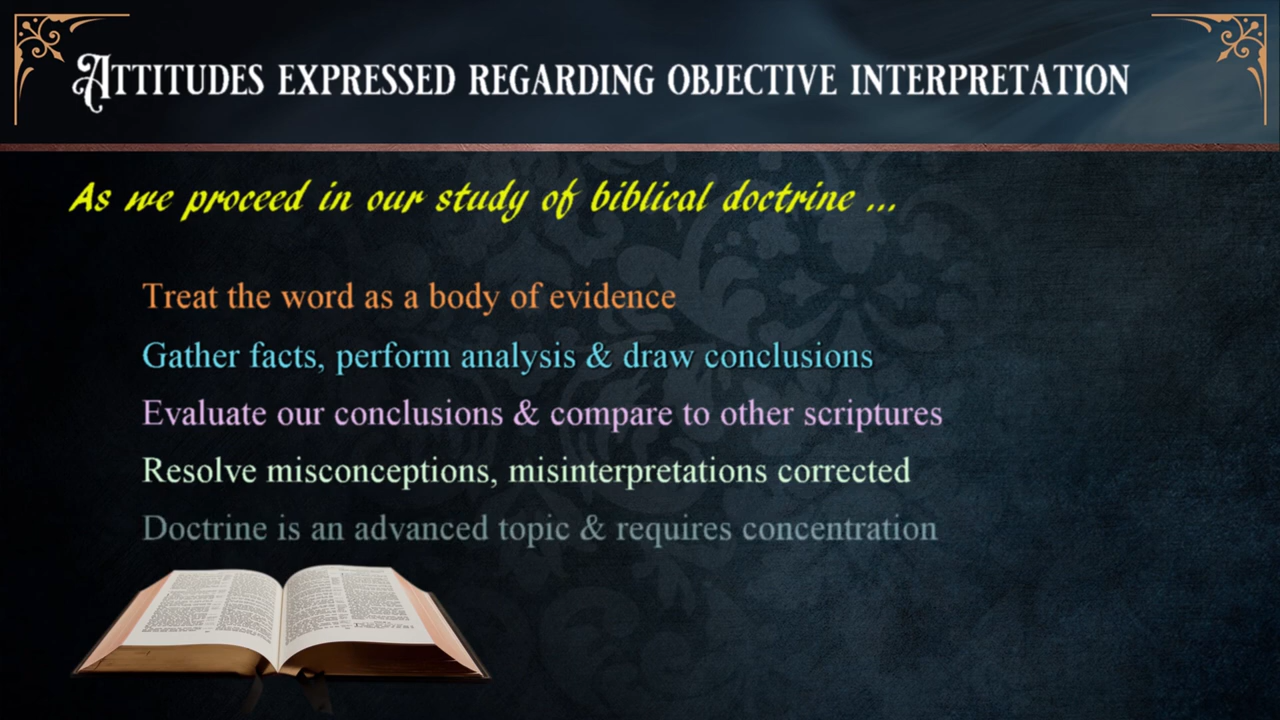 Attitudes expressed regarding objective interpretation
As we proceed in our study of biblical doctrine ...
Treat the word as a body of evidence
Gather facts, perform analysis & draw conclusions
Evaluate our conclusions & compare to other scriptures
Resolve misconceptions, misinterpretations corrected
Doctrine is an advanced topic & requires concentration